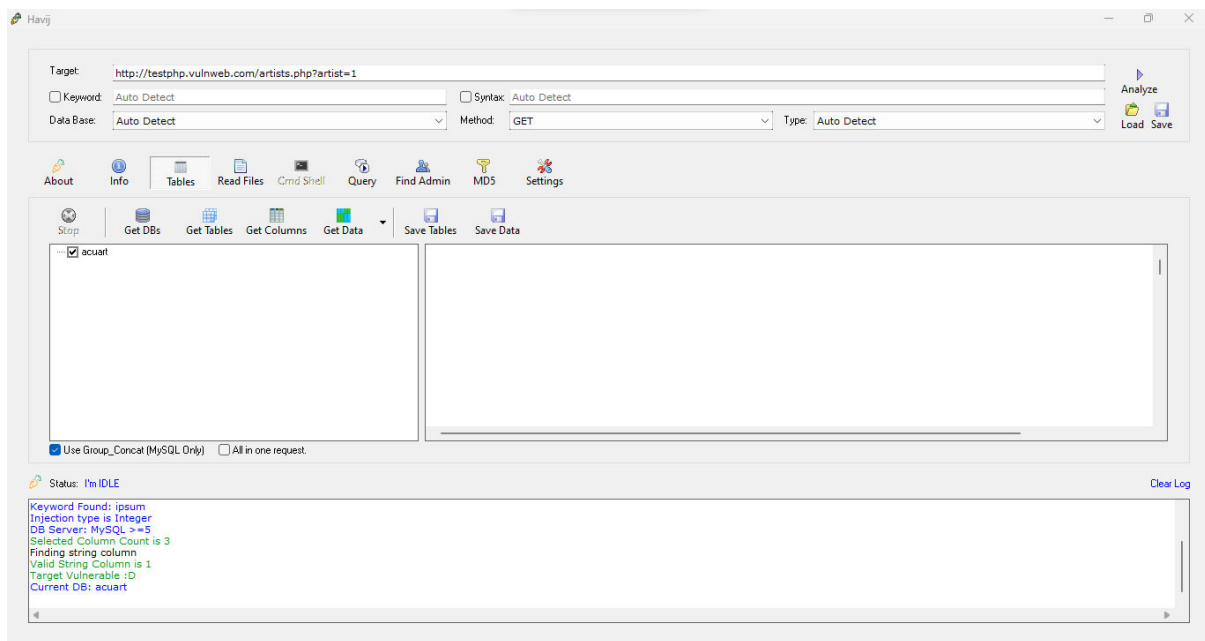 Havij
Target: http://testphp.vulnweb.com/artists.php?artist=1
Analyze
Keyword: Auto Detect Syntax: Auto Detect
Data Base: Auto Detect Method: GET Type: Auto Detect
Load Save
About Info Tables Read Files Cmd Shell Query Find Admin MD5 Settings
Stop Get DBs Get Tables Get Columns Get Data Save Tables Save Data
acuart
Use Group_Concat (MySQL Only) All in one request.
Status: I'm IDLE Clear Log
Keyword Found: ipsum
Injection type is Integer
DB Server: MySQL >=5
Selected Column Count is 3
Finding string column
Valid String Column is 1
Target Vulnerable :D
Current DB: acuart